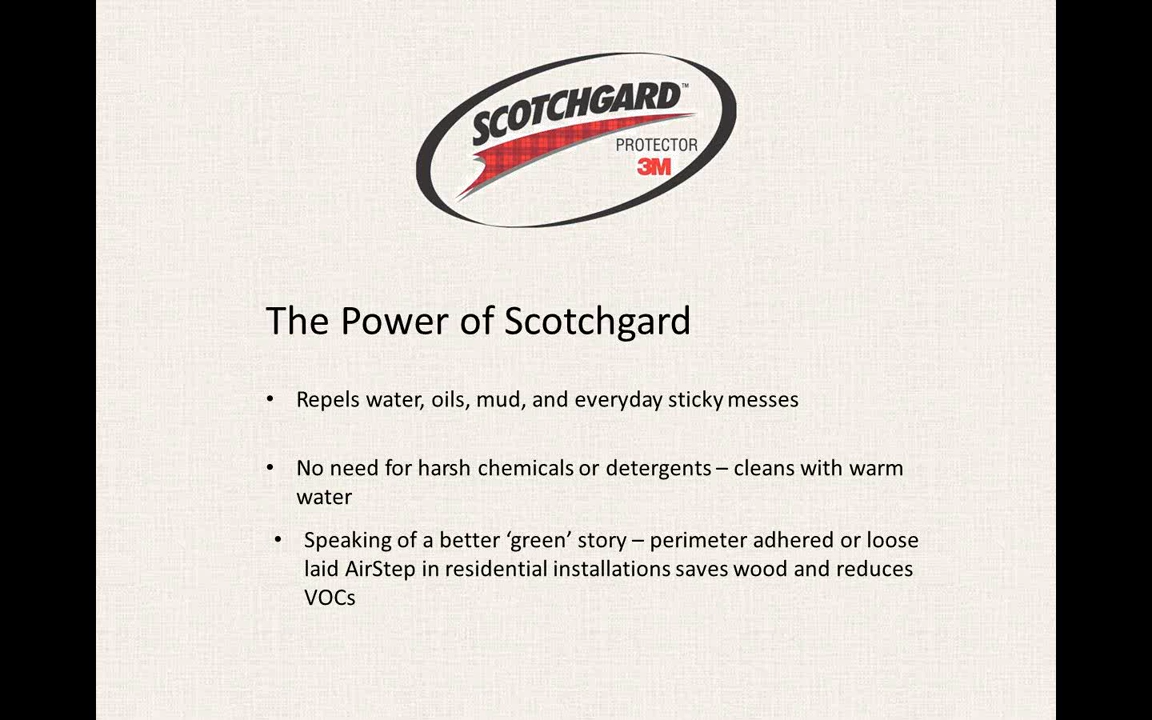 SCOTCHGARD™
PROTECTOR
3M
The Power of Scotchgard
• Repels water, oils, mud, and everyday sticky messes
• No need for harsh chemicals or detergents – cleans with warm
water
• Speaking of a better ‘green’ story – perimeter adhered or loose
laid AirStep in residential installations saves wood and reduces
VOCs